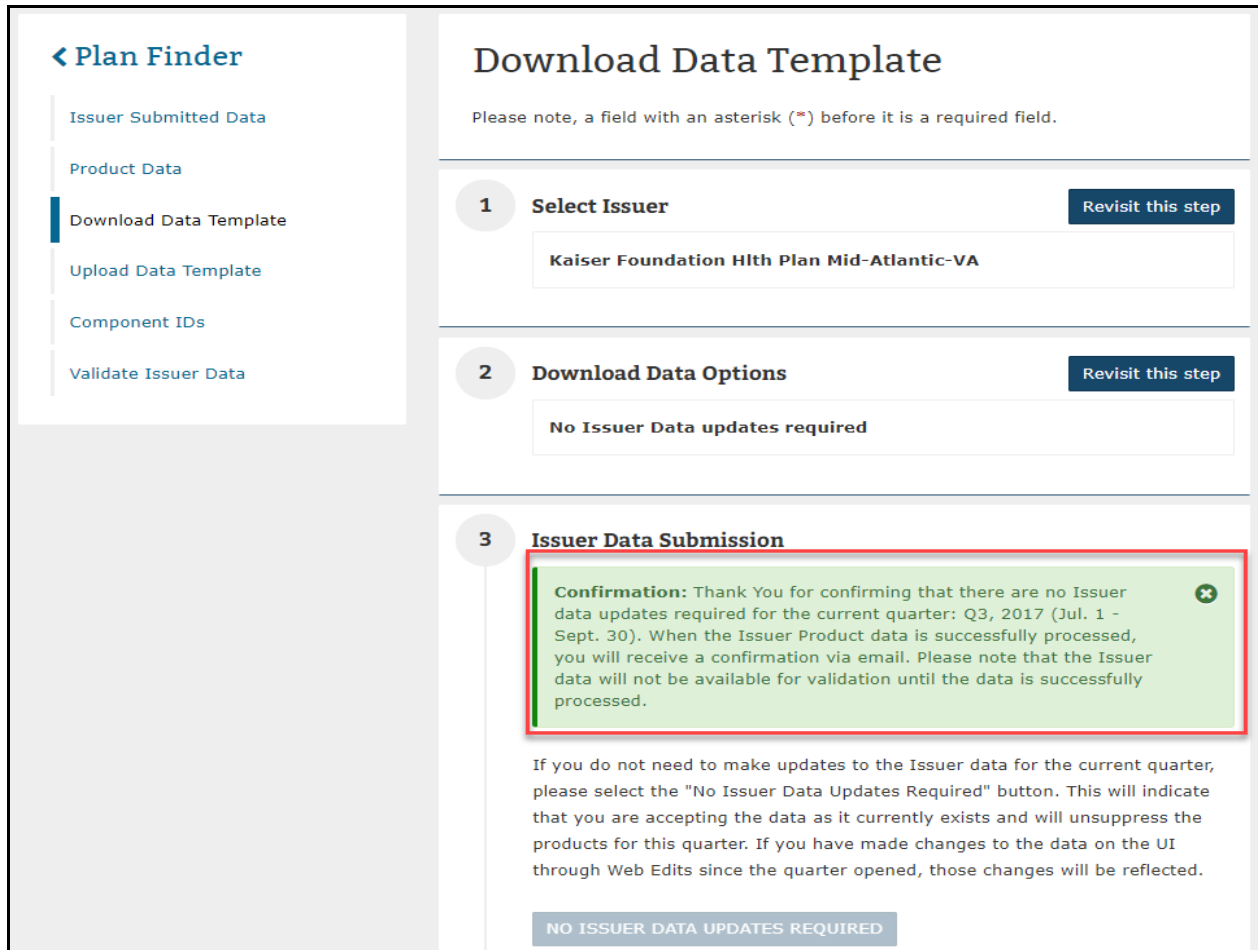 Plan Finder
Issuer Submitted Data
Product Data
Download Data Template
Upload Data Template
Component IDs
Validate Issuer Data
Download Data Template
Please note, a field with an asterisk (*) before it is a required field.
1
Select Issuer
Revisit this step
Kaiser Foundation Hlth Plan Mid-Atlantic-VA
2
Download Data Options
Revisit this step
No Issuer Data updates required
3
Issuer Data Submission
Confirmation: Thank You for confirming that there are no Issuer
data updates required for the current quarter: Q3, 2017 (Jul. 1 -
Sept. 30). When the Issuer Product data is successfully processed,
you will receive a confirmation via email. Please note that the Issuer
data will not be available for validation until the data is successfully
processed.
If you do not need to make updates to the Issuer data for the current quarter,
please select the "No Issuer Data Updates Required" button. This will indicate
that you are accepting the data as it currently exists and will unsuppress the
products for this quarter. If you have made changes to the data on the UI
through Web Edits since the quarter opened, those changes will be reflected.
NO ISSUER DATA UPDATES REQUIRED